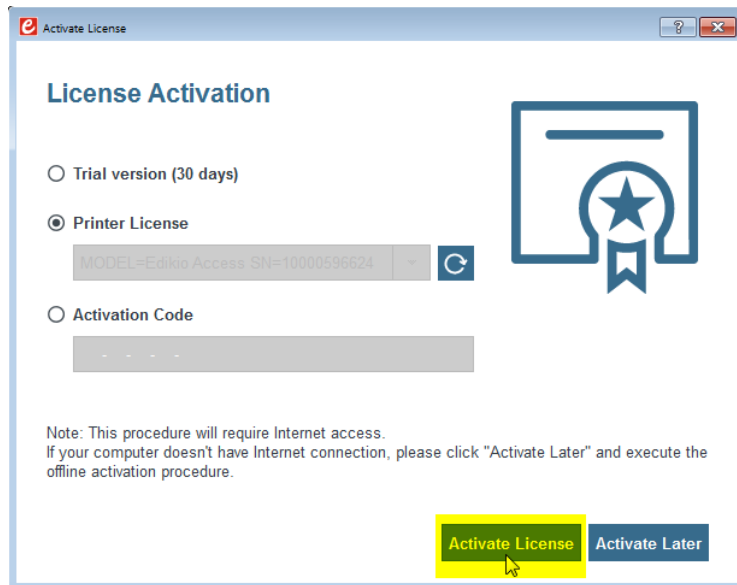 Activate License
License Activation
Trial version (30 days)
Printer License
MODEL=Edikio Access SN=10000596624
Activation Code
- - - -
Note: This procedure will require Internet access.
If your computer doesn't have Internet connection, please click "Activate Later" and execute the
offline activation procedure.
Activate License Activate Later